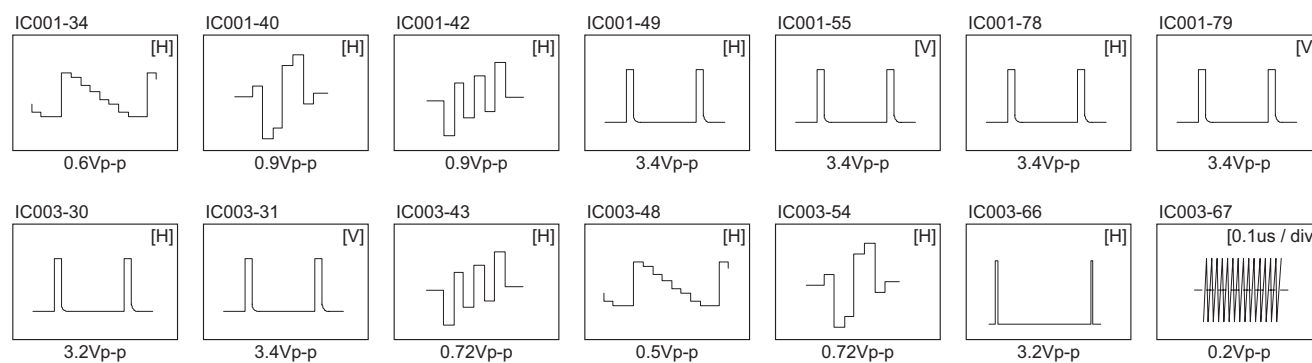 IC001-34 IC001-40 IC001-42 IC001-49 IC001-55 IC001-78 IC001-79
[H] [H] [H] [H] [V] [H] [V
0.6Vp-p 0.9Vp-p 0.9Vp-p 3.4Vp-p 3.4Vp-p 3.4Vp-p 3.4Vp-p
IC003-30 IC003-31 IC003-43 IC003-48 IC003-54 IC003-66 IC003-67
[H] [V] [H] [H] [H] [H] [0.1us / div
3.2Vp-p 3.4Vp-p 0.72Vp-p 0.5Vp-p 0.72Vp-p 3.2Vp-p 0.2Vp-p